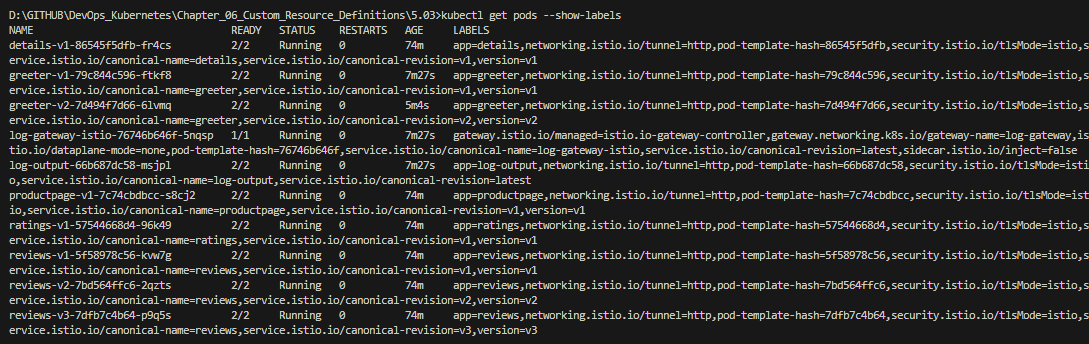 D:\GITHUB\DevOps_Kubernetes\Chapter_06_Custom_Resource_Definitions\5.03>kubectl get pods --show-labels
NAME READY STATUS RESTARTS AGE LABELS
details-v1-86545f5dfb-fr4cs 2/2 Running 0 74m app=details,networking.istio.io/tunnel=http,pod-template-hash=86545f5dfb,security.istio.io/tlsMode=istio,s
ervice.istio.io/canonical-name=details,service.istio.io/canonical-revision=v1,version=v1
greeter-v1-79c844c596-ftkf8 2/2 Running 0 7m27s app=greeter,networking.istio.io/tunnel=http,pod-template-hash=79c844c596,security.istio.io/tlsMode=istio,s
ervice.istio.io/canonical-name=greeter,service.istio.io/canonical-revision=v1,version=v1
greeter-v2-7d494f7d66-6lvmq 2/2 Running 0 5m4s app=greeter,networking.istio.io/tunnel=http,pod-template-hash=7d494f7d66,security.istio.io/tlsMode=istio,s
ervice.istio.io/canonical-name=greeter,service.istio.io/canonical-revision=v2,version=v2
log-gateway-istio-76746b646f-5nqsp 1/1 Running 0 7m27s gateway.istio.io/managed=istio.io-gateway-controller,gateway.networking.k8s.io/gateway-name=log-gateway,is
tio.io/dataplane-mode=none,pod-template-hash=76746b646f,service.istio.io/canonical-name=log-gateway-istio,service.istio.io/canonical-revision=latest,sidecar.istio.io/inject=false
log-output-66b687dc58-msjpl 2/2 Running 0 7m27s app=log-output,networking.istio.io/tunnel=http,pod-template-hash=66b687dc58,security.istio.io/tlsMode=isti
o,service.istio.io/canonical-name=log-output,service.istio.io/canonical-revision=latest
productpage-v1-7c74cbdbcc-s8cj2 2/2 Running 0 74m app=productpage,networking.istio.io/tunnel=http,pod-template-hash=7c74cbdbcc,security.istio.io/tlsMode=ist
io,service.istio.io/canonical-name=productpage,service.istio.io/canonical-revision=v1,version=v1
ratings-v1-57544668d4-96k49 2/2 Running 0 74m app=ratings,networking.istio.io/tunnel=http,pod-template-hash=57544668d4,security.istio.io/tlsMode=istio,s
ervice.istio.io/canonical-name=ratings,service.istio.io/canonical-revision=v1,version=v1
reviews-v1-5f58978c56-kvw7g 2/2 Running 0 74m app=reviews,networking.istio.io/tunnel=http,pod-template-hash=5f58978c56,security.istio.io/tlsMode=istio,s
ervice.istio.io/canonical-name=reviews,service.istio.io/canonical-revision=v1,version=v1
reviews-v2-7bd564ffc6-2qzts 2/2 Running 0 74m app=reviews,networking.istio.io/tunnel=http,pod-template-hash=7bd564ffc6,security.istio.io/tlsMode=istio,s
ervice.istio.io/canonical-name=reviews,service.istio.io/canonical-revision=v2,version=v2
reviews-v3-7dfb7c4b64-p9q5s 2/2 Running 0 74m app=reviews,networking.istio.io/tunnel=http,pod-template-hash=7dfb7c4b64,security.istio.io/tlsMode=istio,s
ervice.istio.io/canonical-name=reviews,service.istio.io/canonical-revision=v3,version=v3